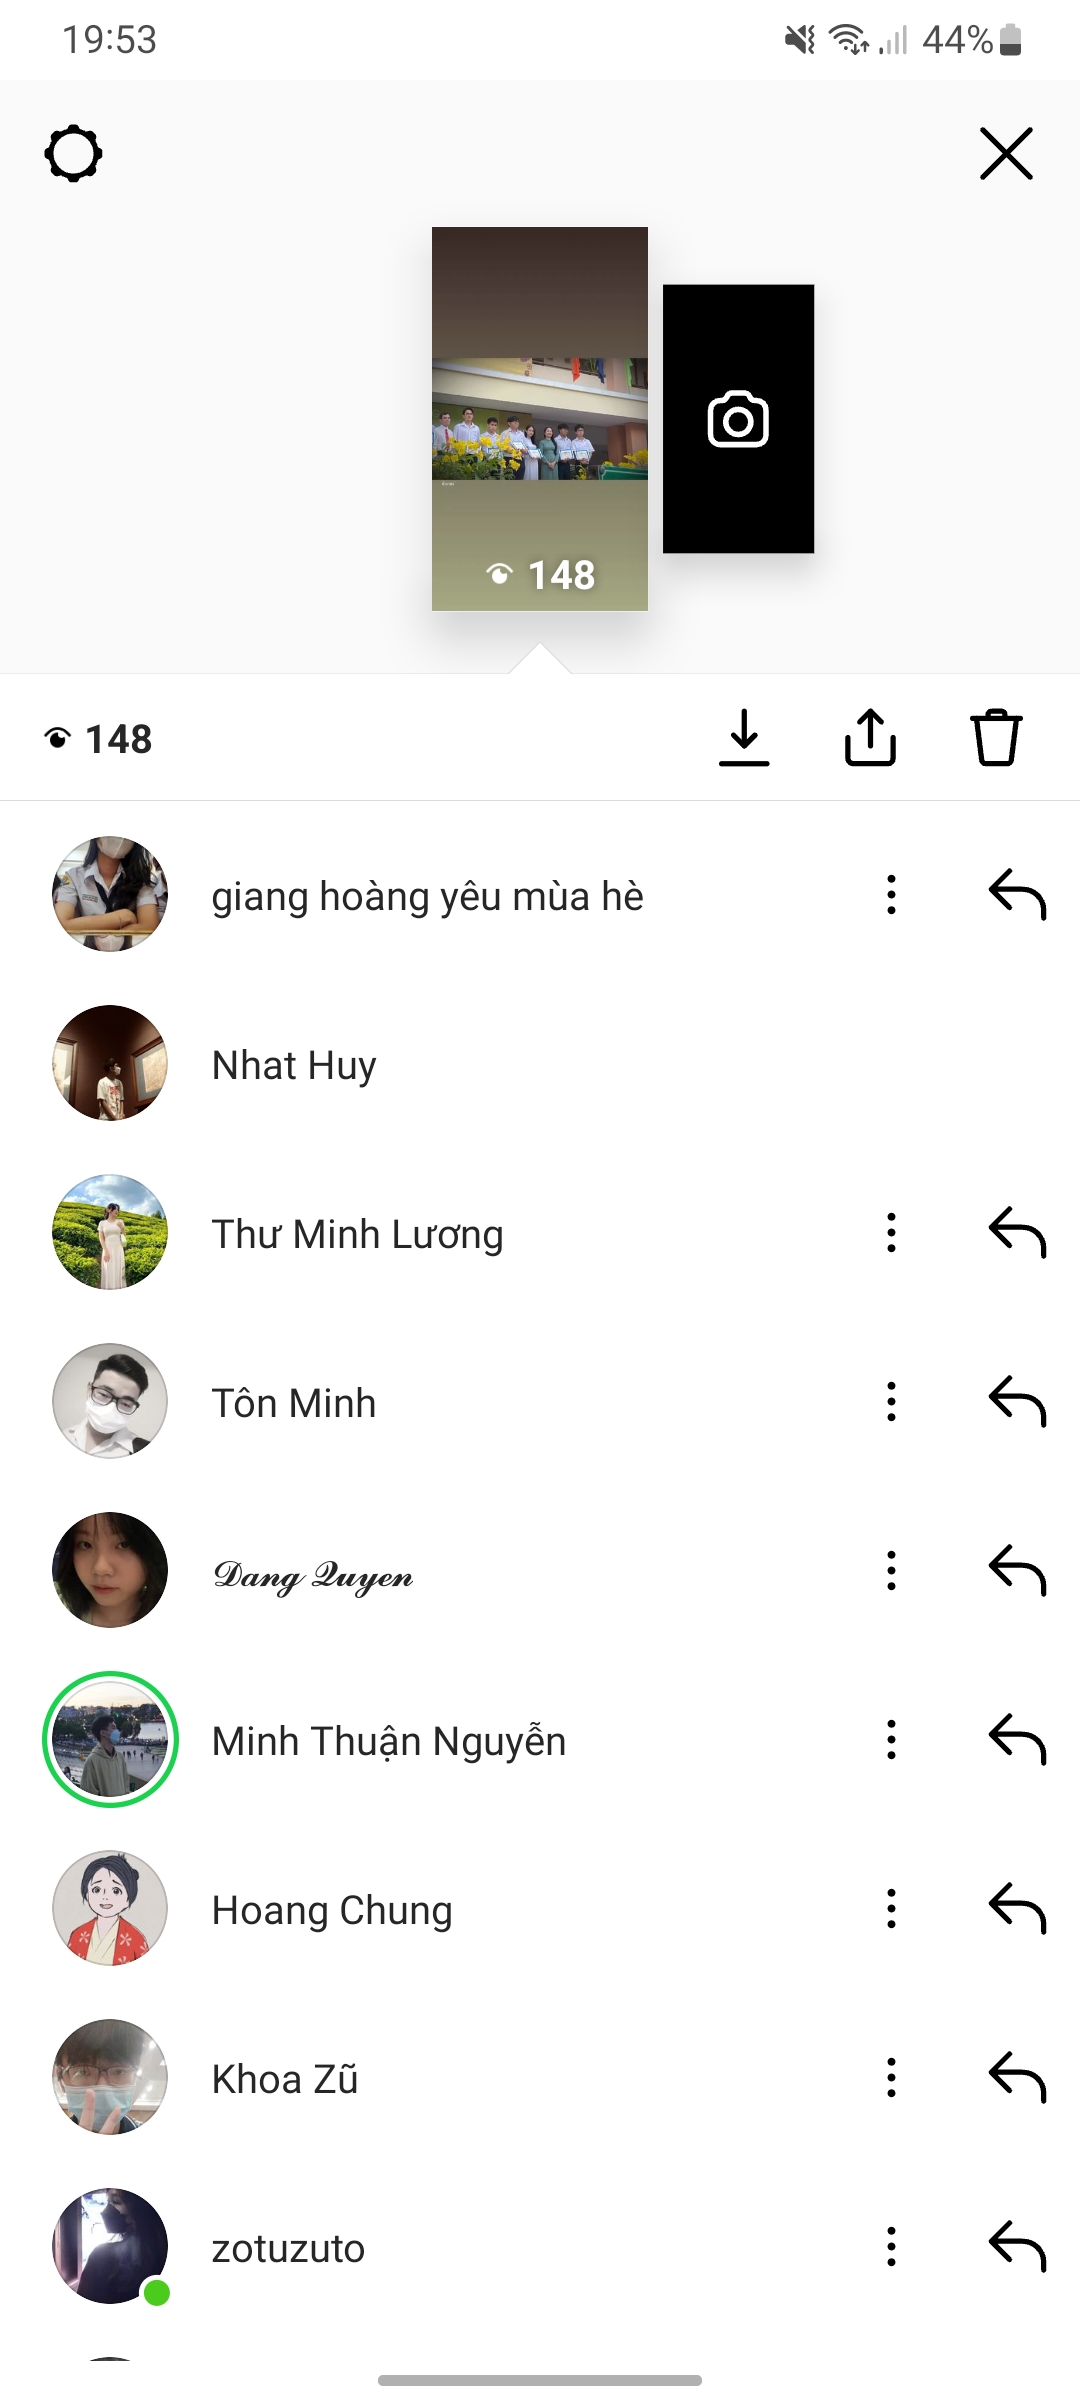 19:53
44%
148
148
giang hoàng yêu mùa hè
Nhat Huy
Thư Minh Lương
Tôn Minh
𝒟𝒶𝓃𝑔 𝒬𝓊𝓎𝑒𝓃
Minh Thuận Nguyễn
Hoang Chung
Khoa Zũ
zotuzuto